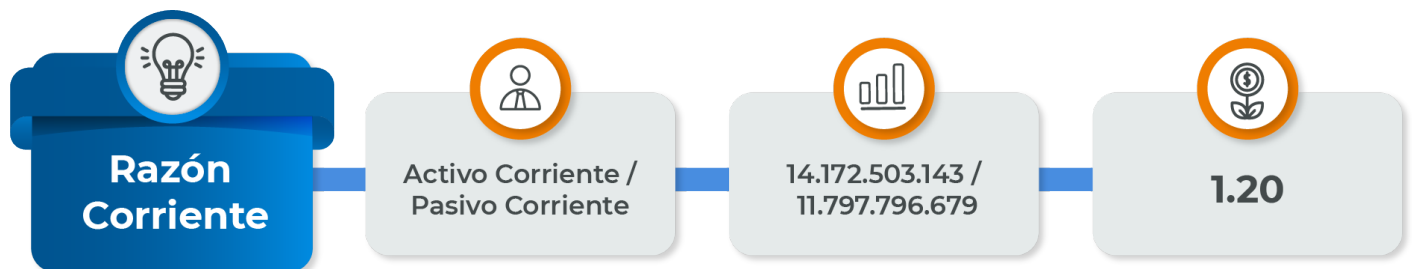 Razón
Corriente
Activo Corriente /
Pasivo Corriente
14.172.503.143 /
11.797.796.679
1.20
$